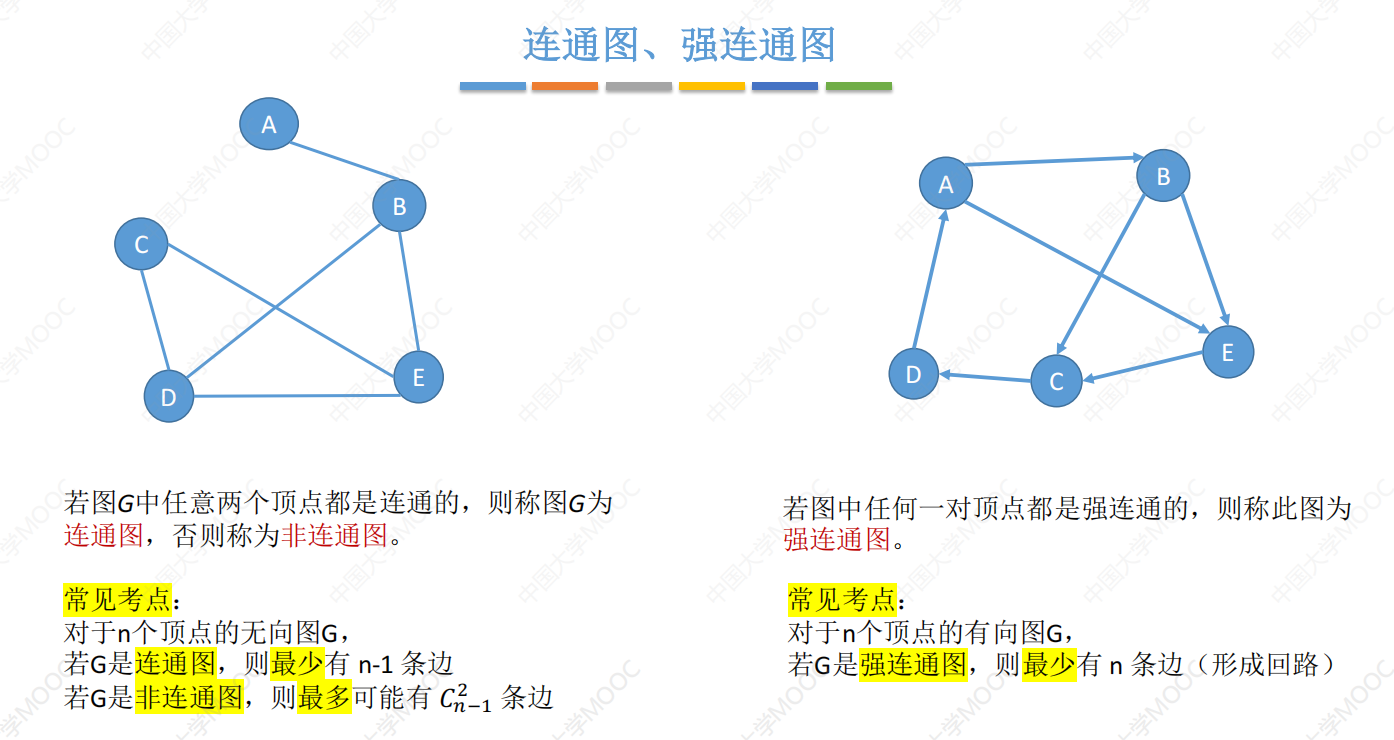 连通图、强连通图
A
B
C
D
E
若图G中任意两个顶点都是连通的，则称图G为
连通图，否则称为非连通图。
常见考点：
对于n个顶点的无向图G，
若G是连通图，则最少有 n-1 条边
若G是非连通图，则最多可能有 C²ₙ₋₁ 条边
A
B
D
C
E
若图中任何一对顶点都是强连通的，则称此图为
强连通图。
常见考点：
对于n个顶点的有向图G，
若G是强连通图，则最少有 n 条边（形成回路）
中国大学MOOC